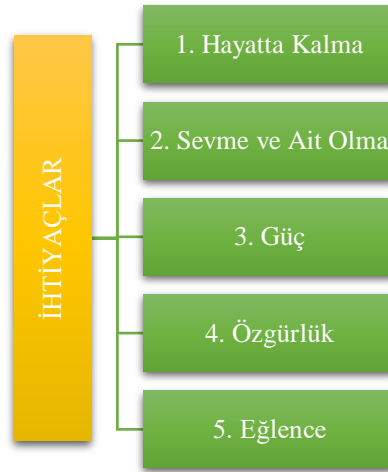 İHTİYAÇLAR
1. Hayatta Kalma
2. Sevme ve Ait Olma
3. Güç
4. Özgürlük
5. Eğlence